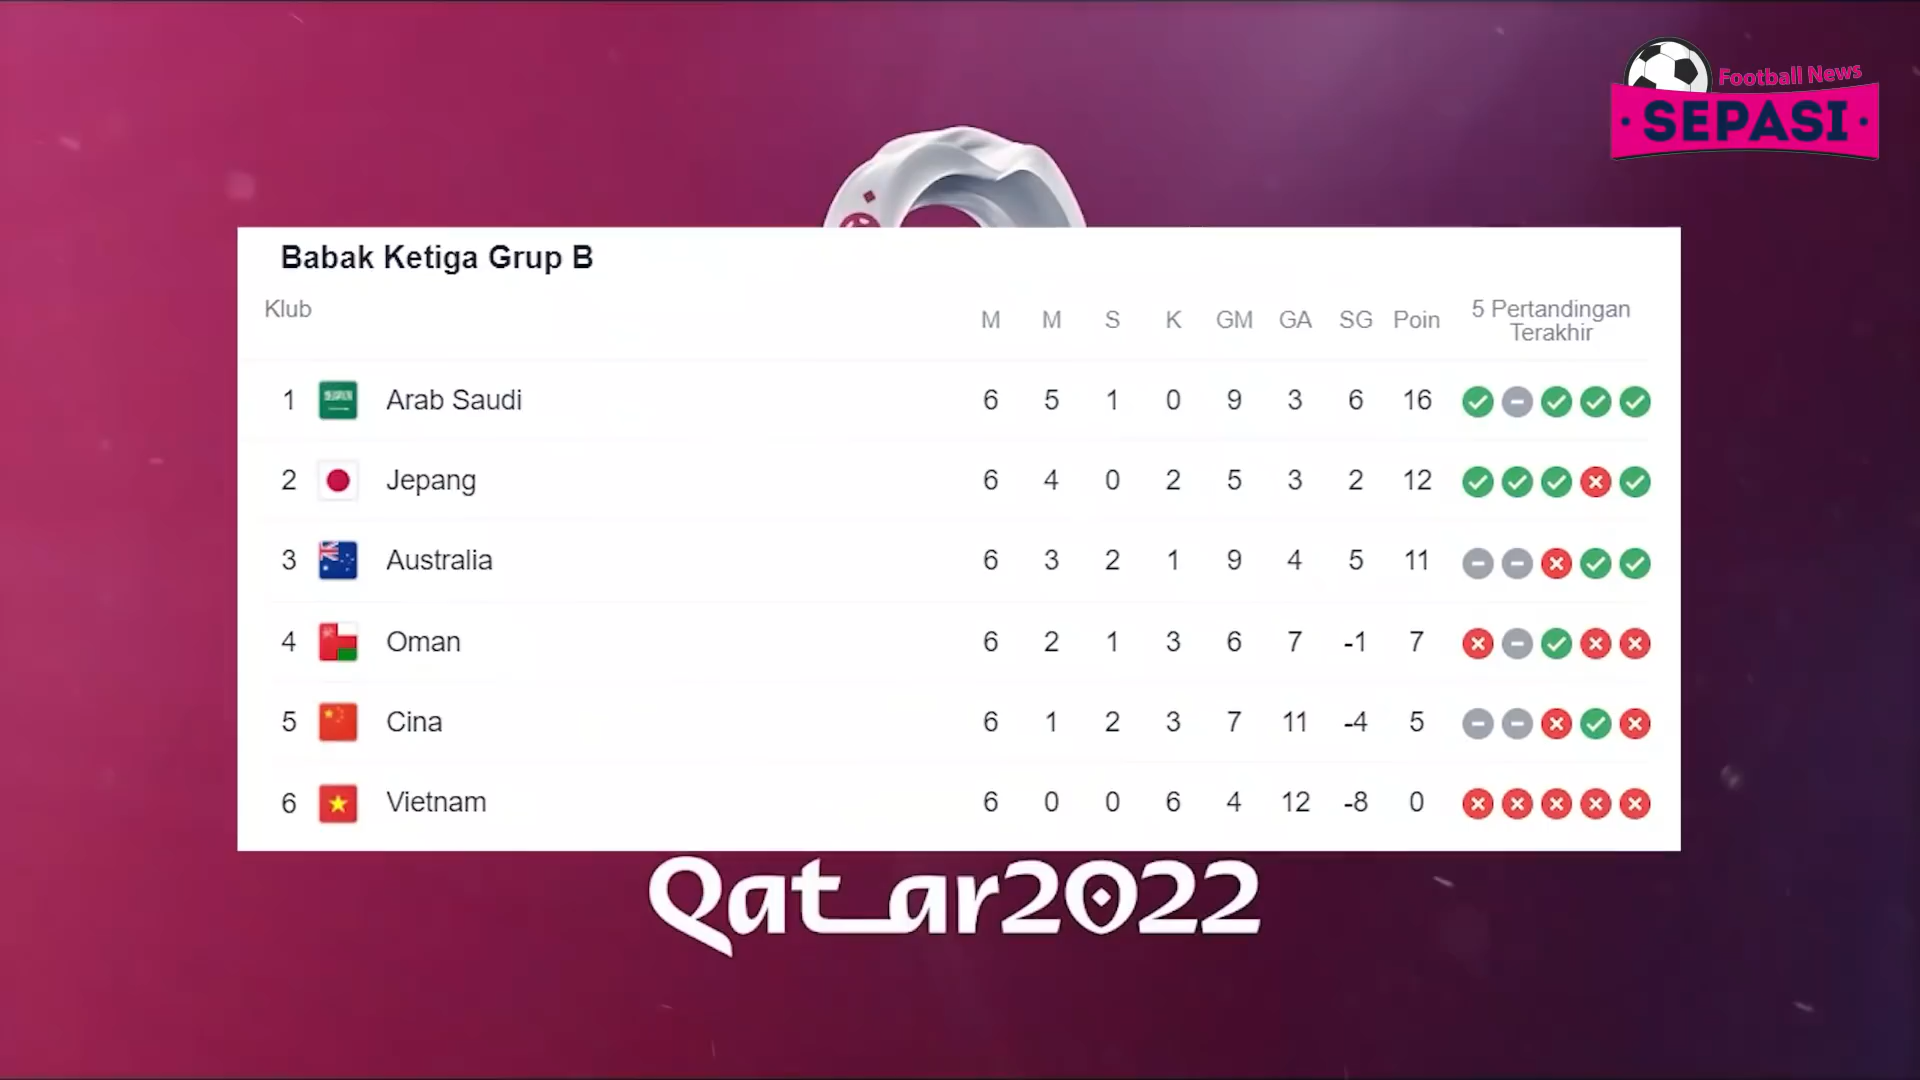 Football News
SEPASI
Babak Ketiga Grup B
Klub M M S K GM GA SG Poin 5 Pertandingan
Terakhir
1 Arab Saudi 6 5 1 0 9 3 6 16
2 Jepang 6 4 0 2 5 3 2 12
3 Australia 6 3 2 1 9 4 5 11
4 Oman 6 2 1 3 6 7 -1 7
5 Cina 6 1 2 3 7 11 -4 5
6 Vietnam 6 0 0 6 4 12 -8 0
Qatar2022